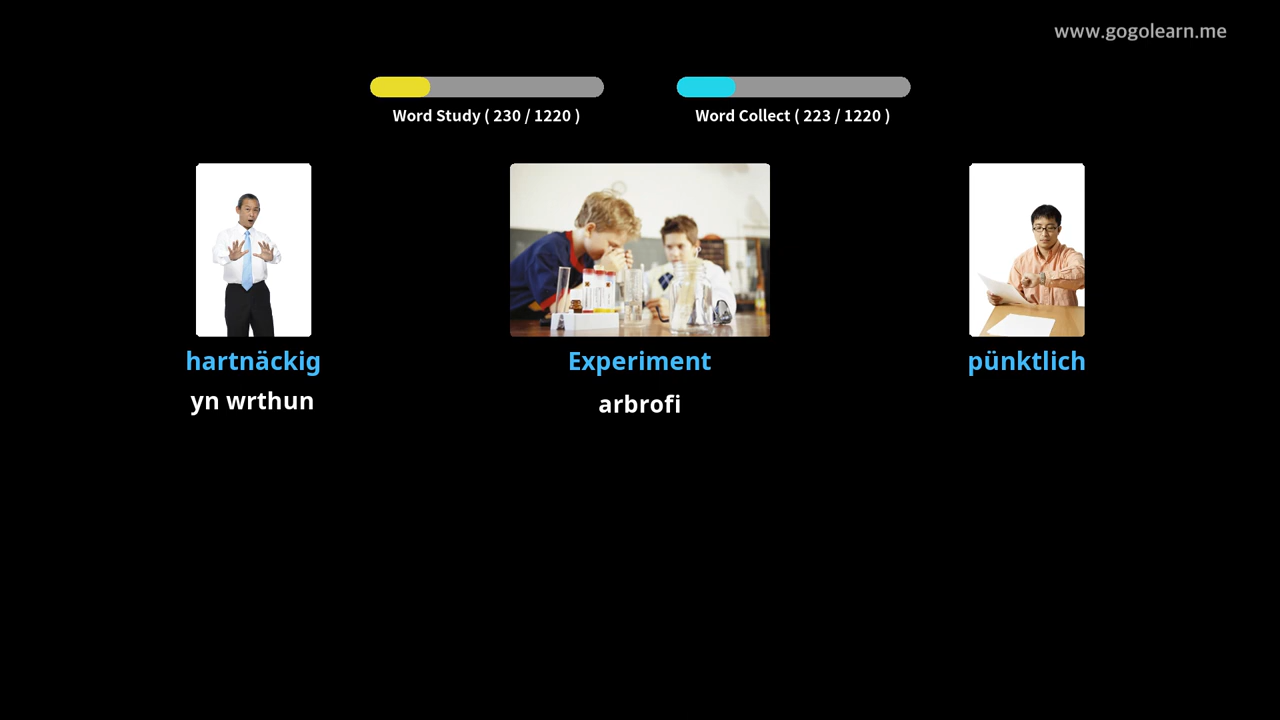 www.gogolearn.me
Word Study ( 230 / 1220 )
Word Collect ( 223 / 1220 )
hartnäckig
Experiment
pünktlich
yn wrthun
arbrofi